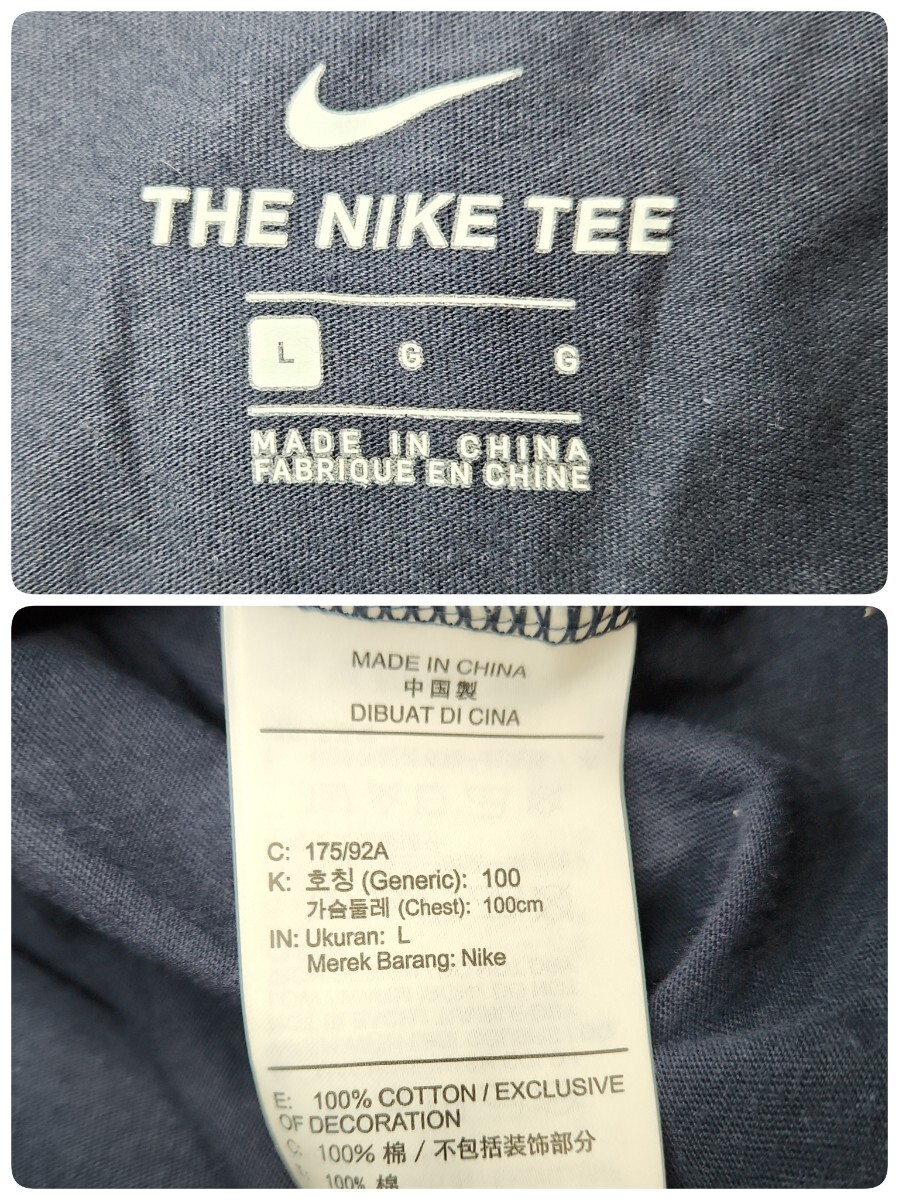 THE NIKE TEE
L G G
MADE IN CHINA
FABRIQUE EN CHINE
MADE IN CHINA
中国製
DIBUAT DI CINA
C: 175/92A
K: 호칭 (Generic): 100
가슴둘레 (Chest): 100cm
IN: Ukuran: L
Merek Barang: Nike
E: 100% COTTON / EXCLUSIVE
OF DECORATION
C: 100% 棉 / 不包括装饰部分
100% 棉